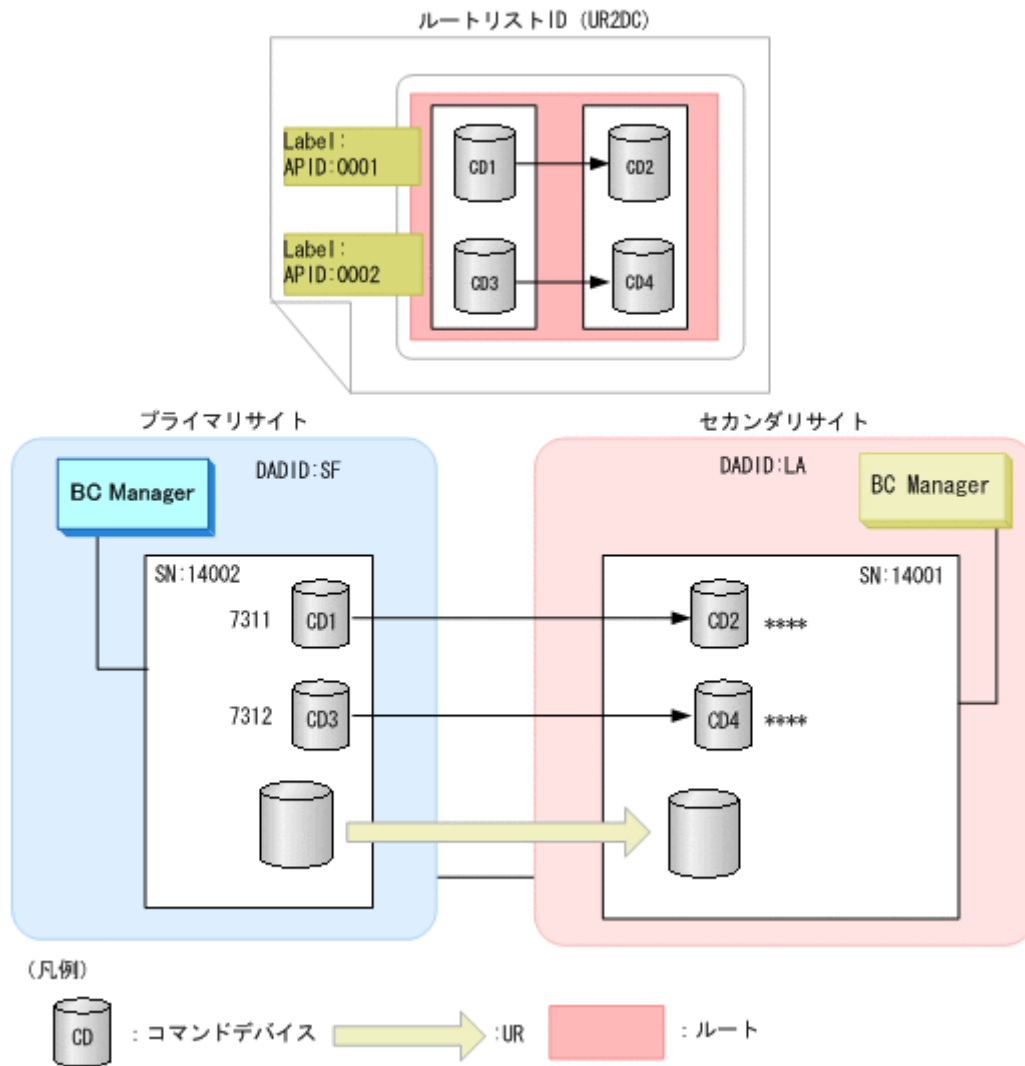 ルートリストID (UR2DC)
Label:
APID:0001
CD1
CD2
Label:
APID:0002
CD3
CD4
プライマリサイト
セカンダリサイト
DADID:SF
DADID:LA
BC Manager
BC Manager
SN:14002
SN:14001
7311
CD1
CD2
****
7312
CD3
CD4
****
(凡例)
CD
:コマンドデバイス
:UR
:ルート